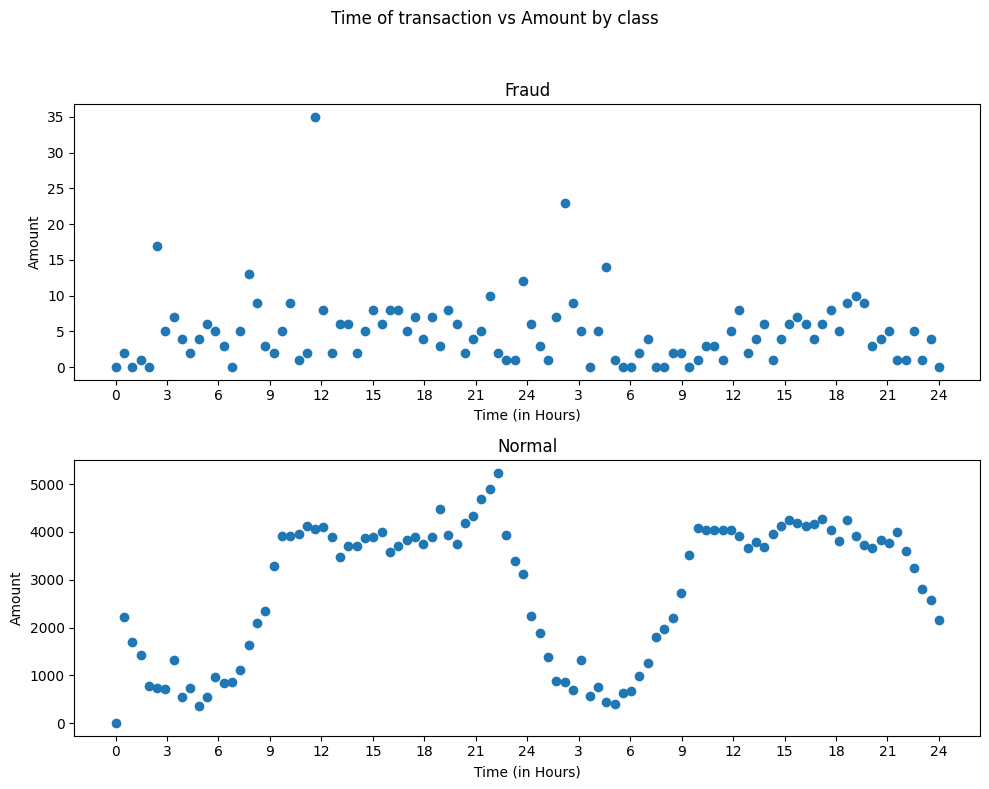 Time of transaction vs Amount by class
Fraud
35
30
25
20
15
10
5
0
Amount
0 3 6 9 12 15 18 21 24 3 6 9 12 15 18 21 24
Time (in Hours)
Normal
5000
4000
3000
2000
1000
0
Amount
0 3 6 9 12 15 18 21 24 3 6 9 12 15 18 21 24
Time (in Hours)